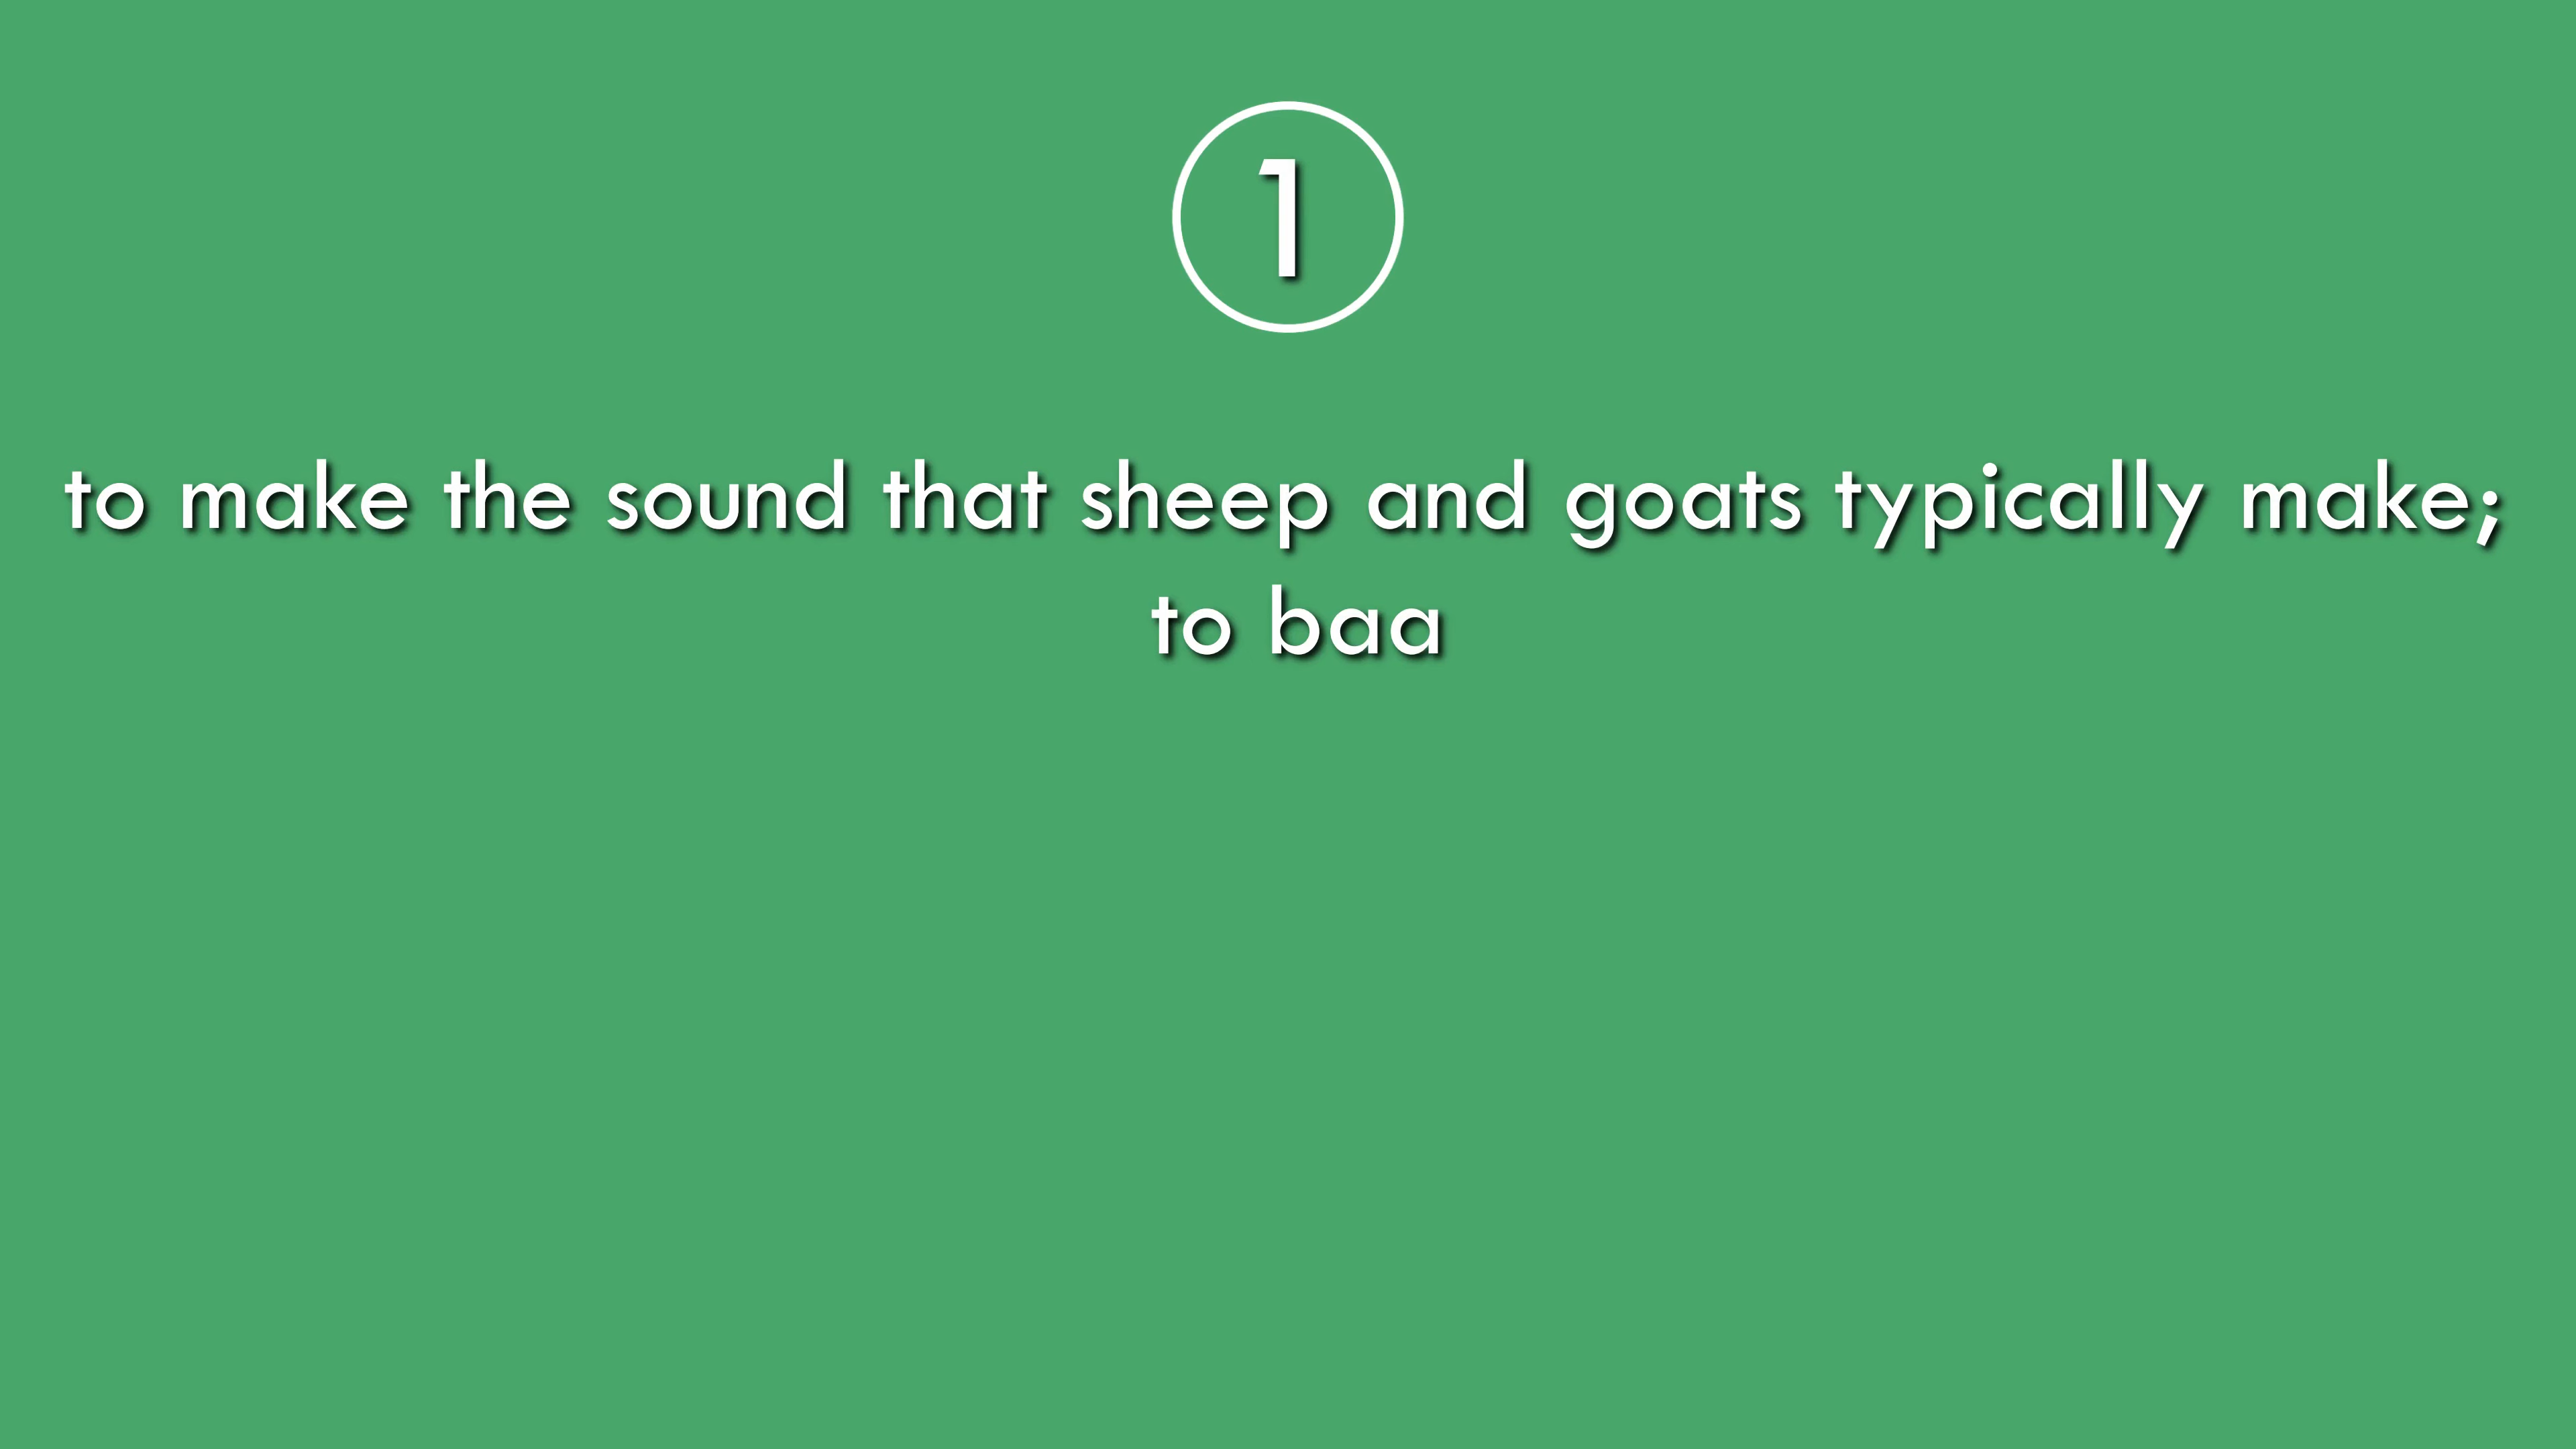 1
to make the sound that sheep and goats typically make;
to baa